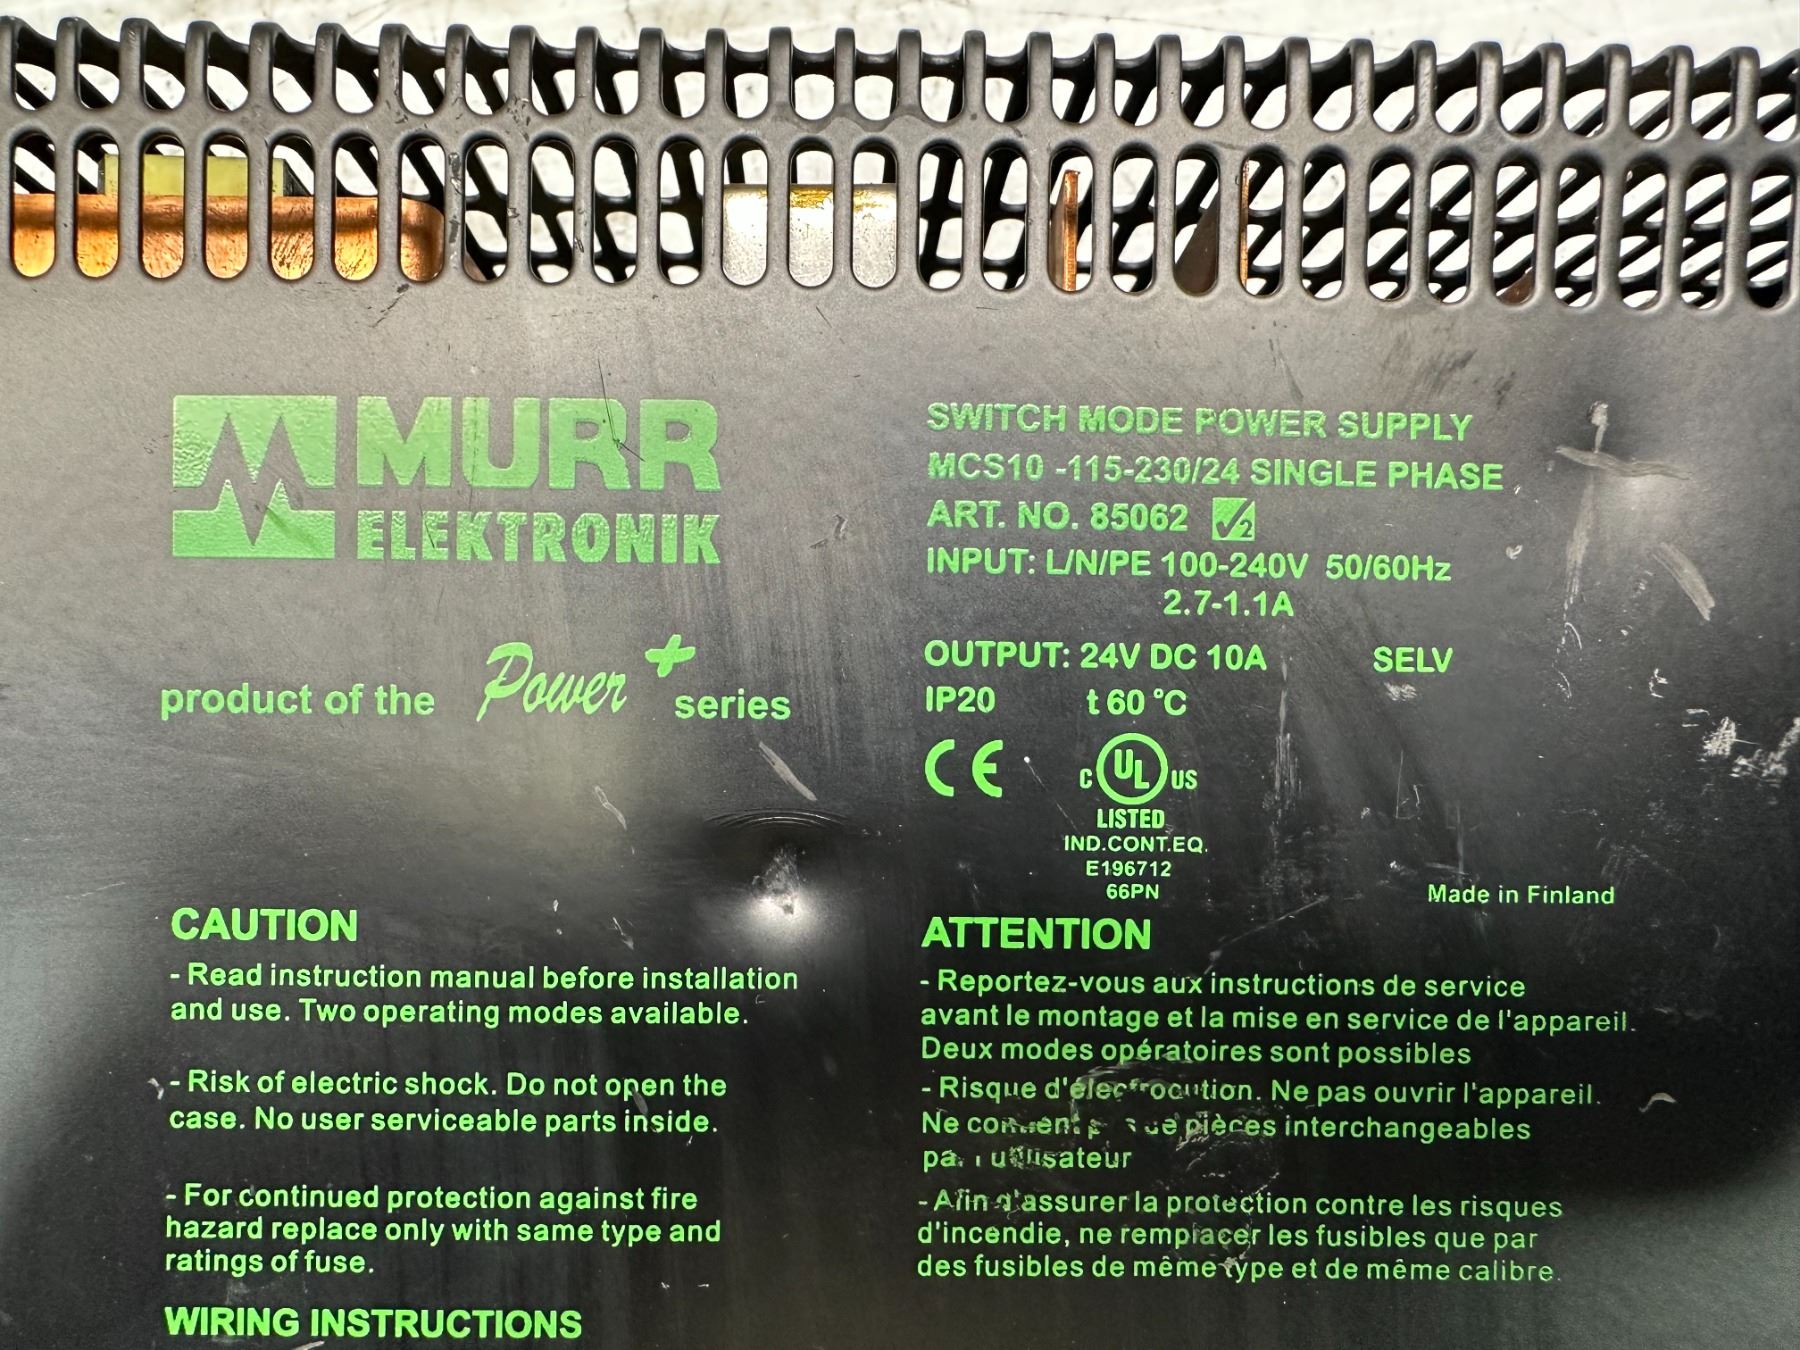 MURR
ELEKTRONIK
product of the Power+ series
SWITCH MODE POWER SUPPLY
MCS10 -115-230/24 SINGLE PHASE
ART. NO. 85062 √2
INPUT: L/N/PE 100-240V 50/60Hz
2.7-1.1A
OUTPUT: 24V DC 10A SELV
IP20 t 60 °C
CE
C UL US
LISTED
IND.CONT.EQ.
E196712
66PN
Made in Finland
CAUTION
- Read instruction manual before installation
and use. Two operating modes available.
- Risk of electric shock. Do not open the
case. No user serviceable parts inside.
- For continued protection against fire
hazard replace only with same type and
ratings of fuse.
WIRING INSTRUCTIONS
ATTENTION
- Reportez-vous aux instructions de service
avant le montage et la mise en service de l'appareil.
Deux modes opératoires sont possibles
- Risque d'électrocution. Ne pas ouvrir l'appareil.
Ne pièces interchangeables
utilisateur
- Afin d'assurer la protection contre les risques
d'incendie, ne remplacer les fusibles que par
des fusibles de même type et de même calibre.